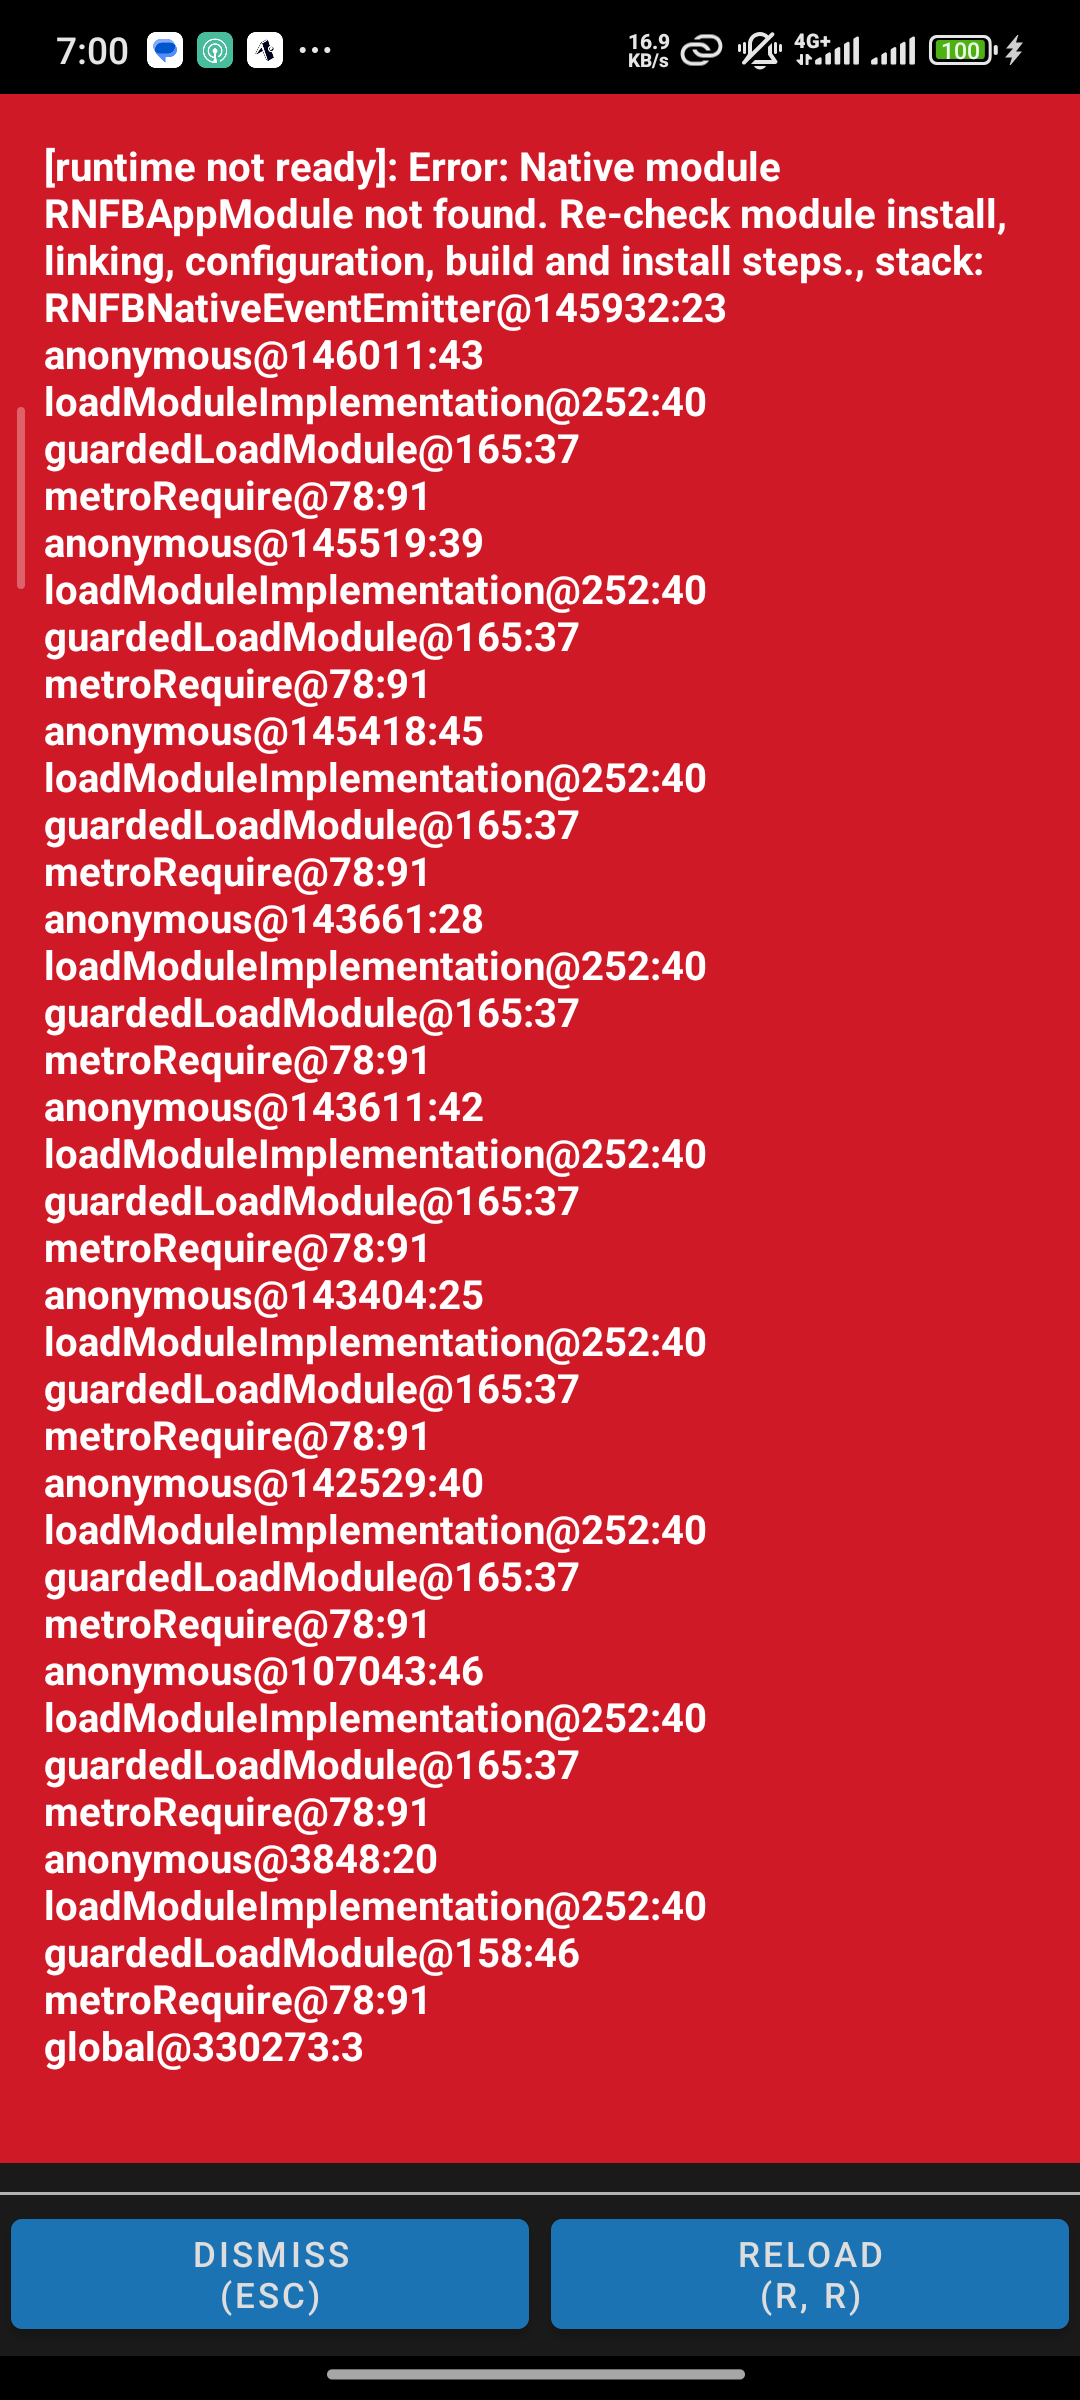 7:00
16.9
KB/s
4G+
100
[runtime not ready]: Error: Native module
RNFBAppModule not found. Re-check module install,
linking, configuration, build and install steps., stack:
RNFBNativeEventEmitter@145932:23
anonymous@146011:43
loadModuleImplementation@252:40
guardedLoadModule@165:37
metroRequire@78:91
anonymous@145519:39
loadModuleImplementation@252:40
guardedLoadModule@165:37
metroRequire@78:91
anonymous@145418:45
loadModuleImplementation@252:40
guardedLoadModule@165:37
metroRequire@78:91
anonymous@143661:28
loadModuleImplementation@252:40
guardedLoadModule@165:37
metroRequire@78:91
anonymous@143611:42
loadModuleImplementation@252:40
guardedLoadModule@165:37
metroRequire@78:91
anonymous@143404:25
loadModuleImplementation@252:40
guardedLoadModule@165:37
metroRequire@78:91
anonymous@142529:40
loadModuleImplementation@252:40
guardedLoadModule@165:37
metroRequire@78:91
anonymous@107043:46
loadModuleImplementation@252:40
guardedLoadModule@165:37
metroRequire@78:91
anonymous@3848:20
loadModuleImplementation@252:40
guardedLoadModule@158:46
metroRequire@78:91
global@330273:3
DISMISS
(ESC)
RELOAD
(R, R)